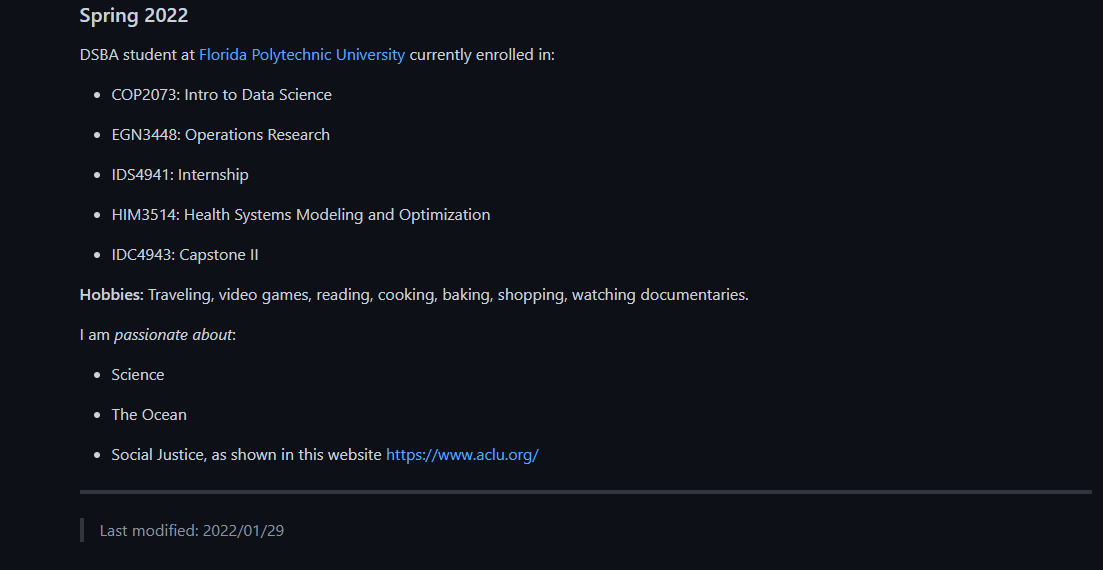 Spring 2022
DSBA student at Florida Polytechnic University currently enrolled in:
COP2073: Intro to Data Science
EGN3448: Operations Research
IDS4941: Internship
HIM3514: Health Systems Modeling and Optimization
IDC4943: Capstone II
Hobbies: Traveling, video games, reading, cooking, baking, shopping, watching documentaries.
I am passionate about:
Science
The Ocean
Social Justice, as shown in this website https://www.aclu.org/
Last modified: 2022/01/29